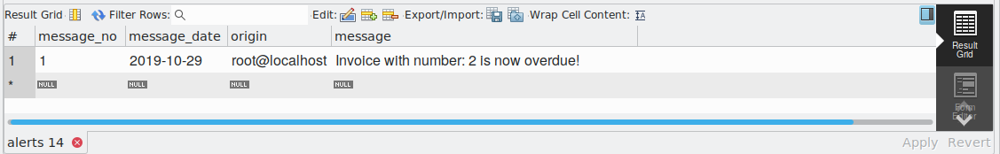 Result Grid Filter Rows: Edit: Export/Import: Wrap Cell Content: IA
# message_no message_date origin message
1 1 2019-10-29 root@localhost Invoice with number: 2 is now overdue!
* NULL NULL NULL NULL
Result
Grid
Form
Editor
alerts 14 Apply Revert